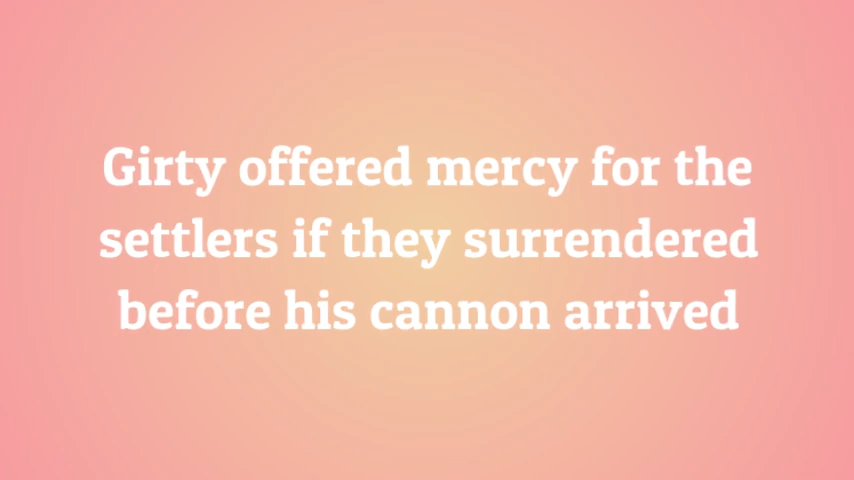 Girty offered mercy for the
settlers if they surrendered
before his cannon arrived